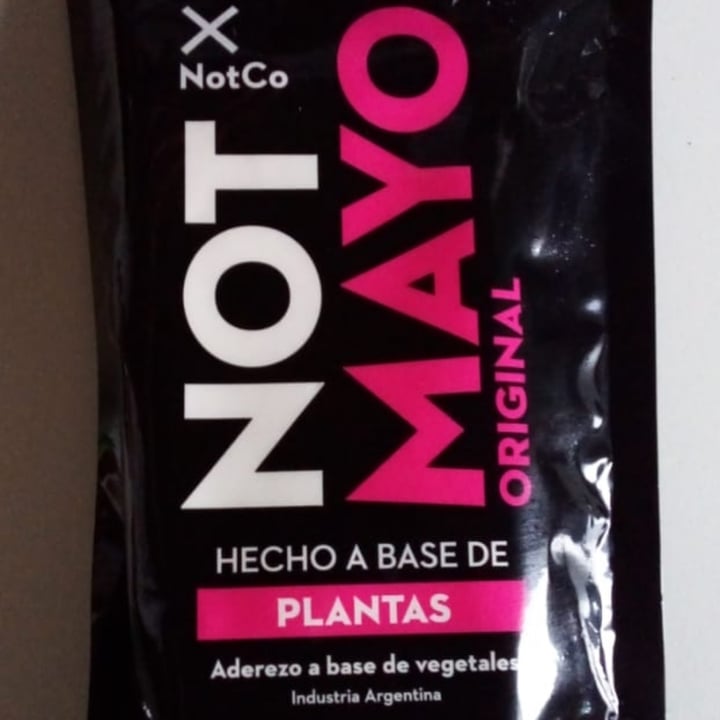 NotCo
NOT
MAYO
ORIGINAL
HECHO A BASE DE
PLANTAS
Aderezo a base de vegetales
Industria Argentina